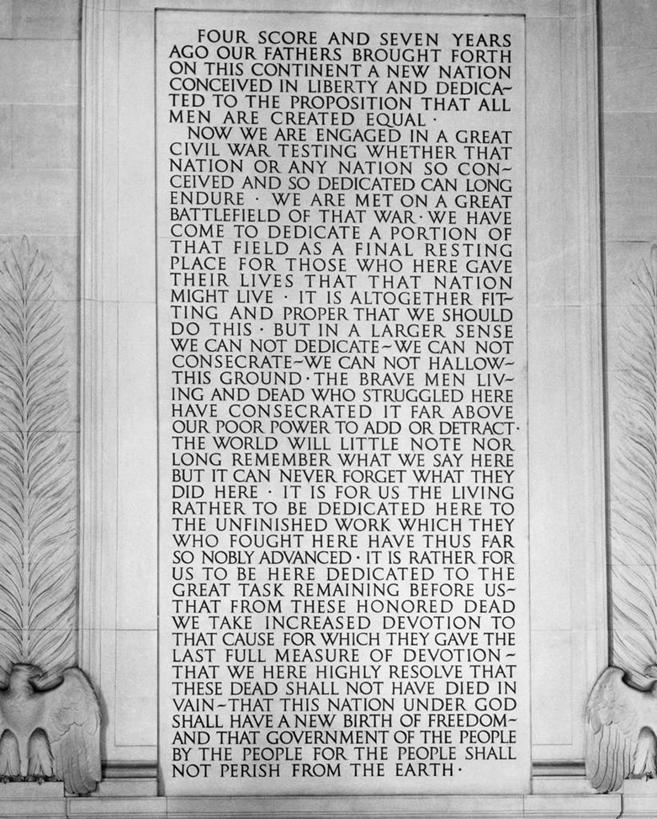 FOUR SCORE AND SEVEN YEARS
AGO OUR FATHERS BROUGHT FORTH
ON THIS CONTINENT A NEW NATION
CONCEIVED IN LIBERTY AND DEDICA~
TED TO THE PROPOSITION THAT ALL
MEN ARE CREATED EQUAL ·
NOW WE ARE ENGAGED IN A GREAT
CIVIL WAR TESTING WHETHER THAT
NATION OR ANY NATION SO CON~
CEIVED AND SO DEDICATED CAN LONG
ENDURE · WE ARE MET ON A GREAT
BATTLEFIELD OF THAT WAR · WE HAVE
COME TO DEDICATE A PORTION OF
THAT FIELD AS A FINAL RESTING
PLACE FOR THOSE WHO HERE GAVE
THEIR LIVES THAT THAT NATION
MIGHT LIVE · IT IS ALTOGETHER FIT~
TING AND PROPER THAT WE SHOULD
DO THIS · BUT IN A LARGER SENSE
WE CAN NOT DEDICATE~WE CAN NOT
CONSECRATE~WE CAN NOT HALLOW~
THIS GROUND · THE BRAVE MEN LIV~
ING AND DEAD WHO STRUGGLED HERE
HAVE CONSECRATED IT FAR ABOVE
OUR POOR POWER TO ADD OR DETRACT ·
THE WORLD WILL LITTLE NOTE NOR
LONG REMEMBER WHAT WE SAY HERE
BUT IT CAN NEVER FORGET WHAT THEY
DID HERE · IT IS FOR US THE LIVING
RATHER TO BE DEDICATED HERE TO
THE UNFINISHED WORK WHICH THEY
WHO FOUGHT HERE HAVE THUS FAR
SO NOBLY ADVANCED · IT IS RATHER FOR
US TO BE HERE DEDICATED TO THE
GREAT TASK REMAINING BEFORE US~
THAT FROM THESE HONORED DEAD
WE TAKE INCREASED DEVOTION TO
THAT CAUSE FOR WHICH THEY GAVE THE
LAST FULL MEASURE OF DEVOTION~
THAT WE HERE HIGHLY RESOLVE THAT
THESE DEAD SHALL NOT HAVE DIED IN
VAIN~THAT THIS NATION UNDER GOD
SHALL HAVE A NEW BIRTH OF FREEDOM~
AND THAT GOVERNMENT OF THE PEOPLE
BY THE PEOPLE FOR THE PEOPLE SHALL
NOT PERISH FROM THE EARTH ·